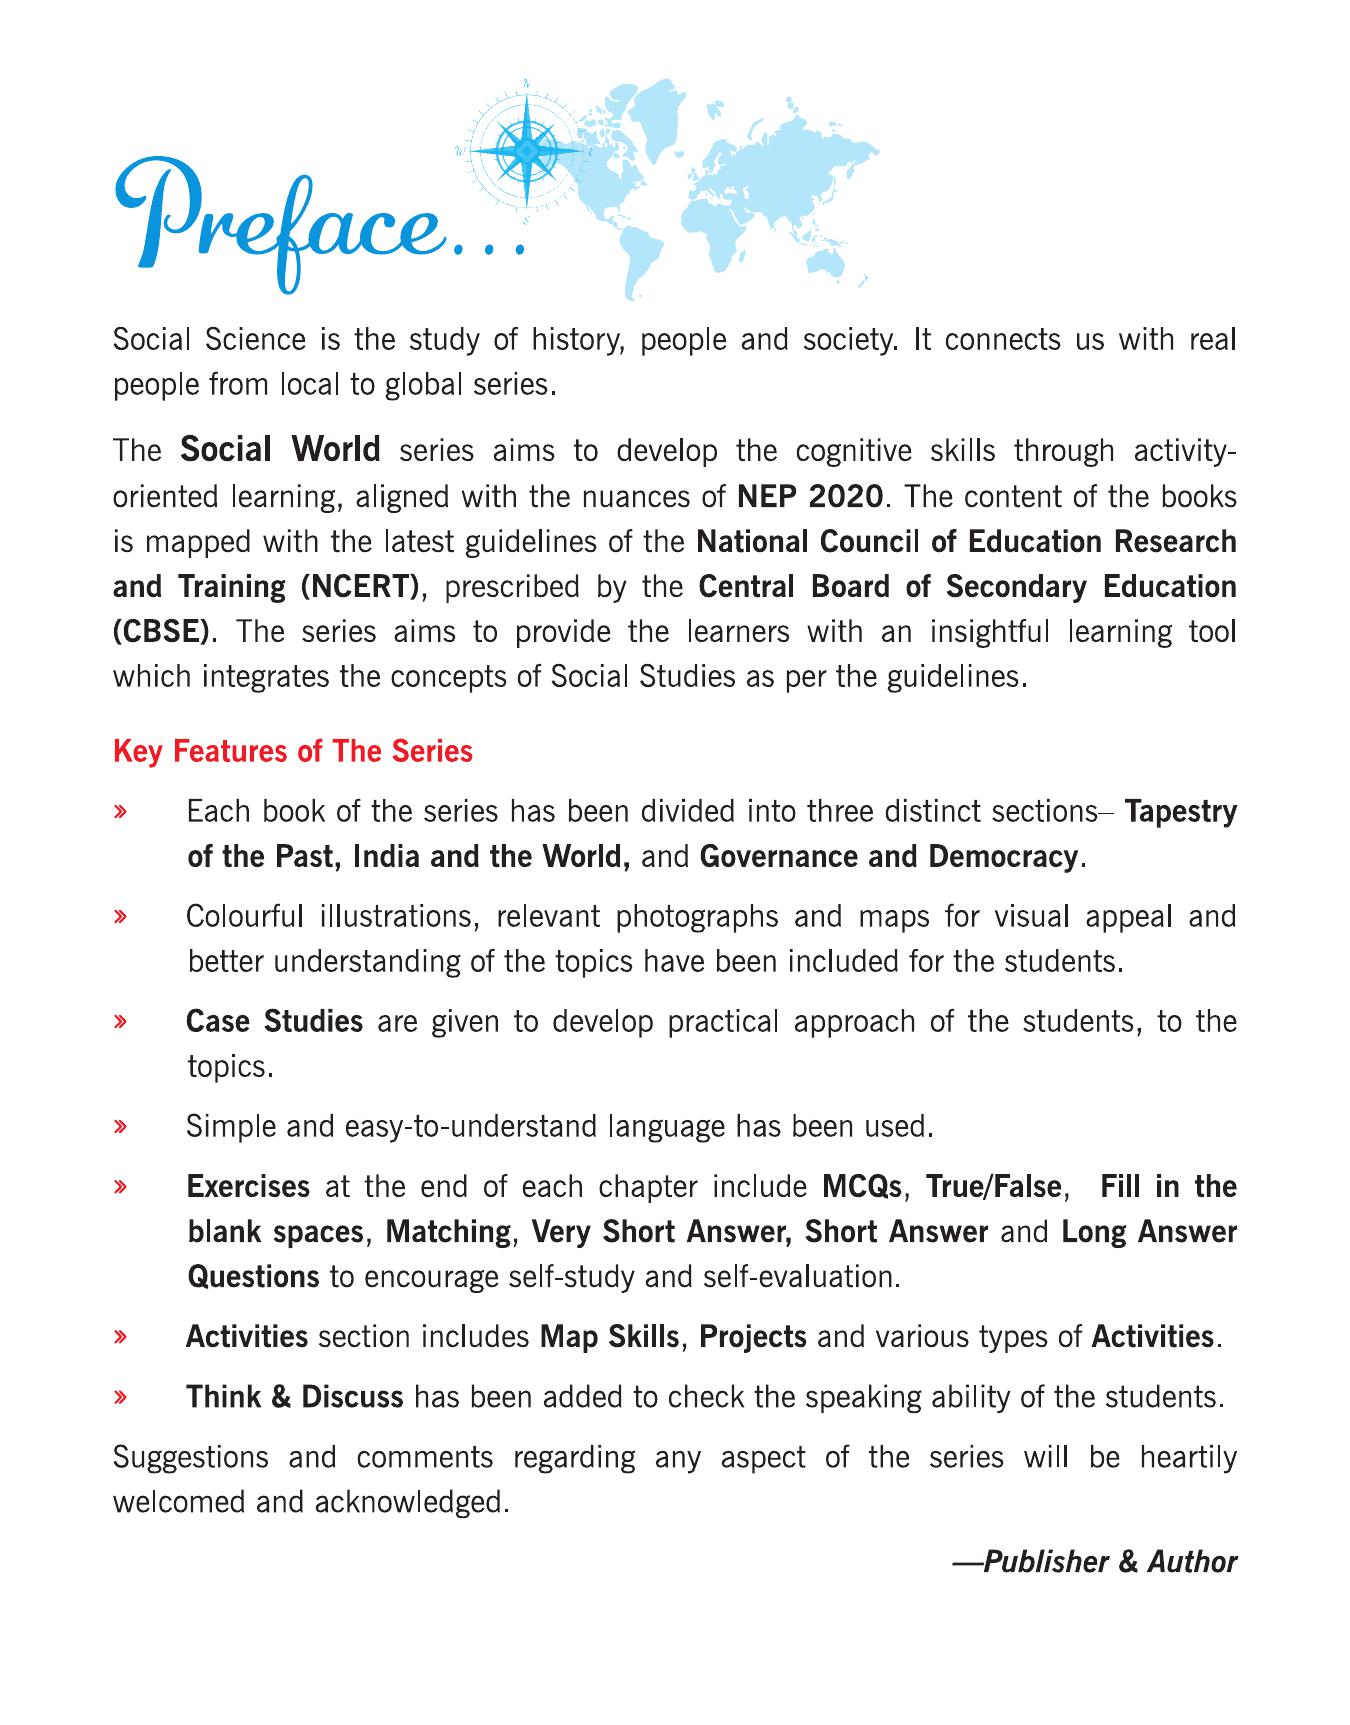 N
W
S
Preface...
Social Science is the study of history, people and society. It connects us with real
people from local to global series.
The Social World series aims to develop the cognitive skills through activity-
oriented learning, aligned with the nuances of NEP 2020. The content of the books
is mapped with the latest guidelines of the National Council of Education Research
and Training (NCERT), prescribed by the Central Board of Secondary Education
(CBSE). The series aims to provide the learners with an insightful learning tool
which integrates the concepts of Social Studies as per the guidelines.
Key Features of The Series
» Each book of the series has been divided into three distinct sections– Tapestry
of the Past, India and the World, and Governance and Democracy.
» Colourful illustrations, relevant photographs and maps for visual appeal and
better understanding of the topics have been included for the students.
» Case Studies are given to develop practical approach of the students, to the
topics.
» Simple and easy-to-understand language has been used.
» Exercises at the end of each chapter include MCQs, True/False, Fill in the
blank spaces, Matching, Very Short Answer, Short Answer and Long Answer
Questions to encourage self-study and self-evaluation.
» Activities section includes Map Skills, Projects and various types of Activities.
» Think & Discuss has been added to check the speaking ability of the students.
Suggestions and comments regarding any aspect of the series will be heartily
welcomed and acknowledged.
—Publisher & Author